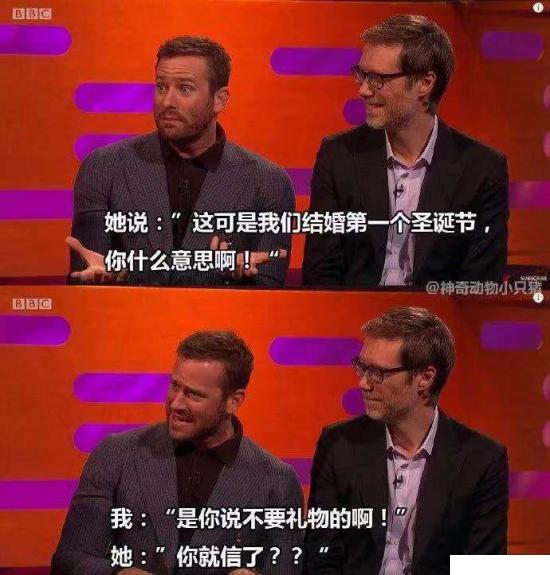 BBC
她说："这可是我们结婚第一个圣诞节，
你什么意思啊！"
SUBSCRIBE
@神奇动物小只猪
BBC
我："是你说不要礼物的啊！"
她："你就信了？？"